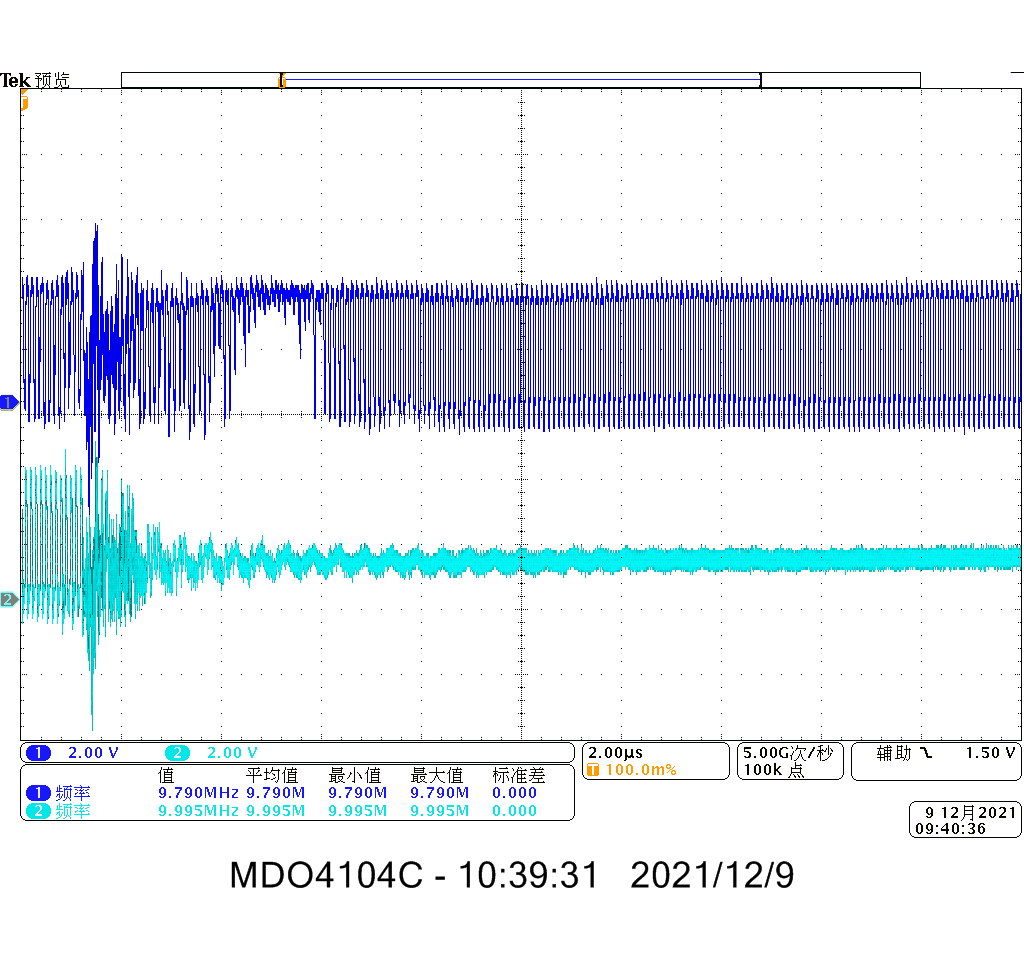 Tek 预览
1 2.00 V 2 2.00 V
2.00μs
T 100.0m%
5.00G次/秒
100k 点
辅助 1.50 V
值 平均值 最小值 最大值 标准差
1 频率 9.790MHz 9.790M 9.790M 9.790M 0.000
2 频率 9.995MHz 9.995M 9.995M 9.995M 0.000
9 12月2021
09:40:36
MDO4104C - 10:39:31 2021/12/9